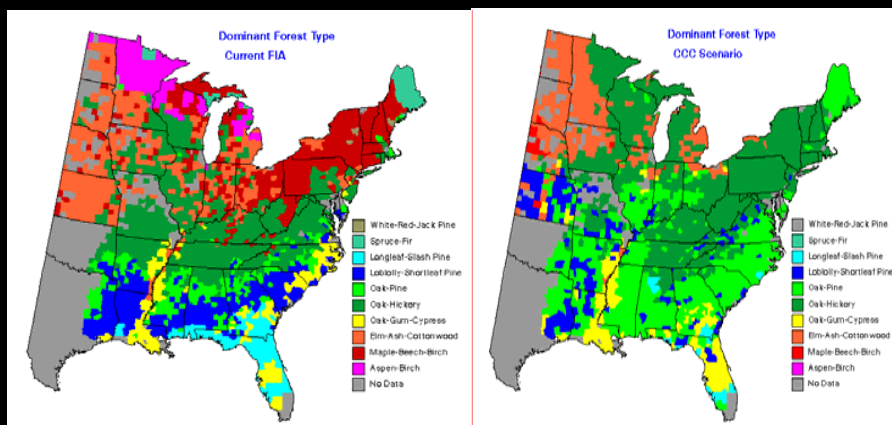 Dominant Forest Type
Current FIA
White-Red-Jack Pine
Spruce-Fir
Longleaf-Slash Pine
Loblolly-Shortleaf Pine
Oak-Pine
Oak-Hickory
Oak-Gum-Cypress
Elm-Ash-Cottonwood
Maple-Beech-Birch
Aspen-Birch
No Data
Dominant Forest Type
CCC Scenario
White-Red-Jack Pine
Spruce-Fir
Longleaf-Slash Pine
Loblolly-Shortleaf Pine
Oak-Pine
Oak-Hickory
Oak-Gum-Cypress
Elm-Ash-Cottonwood
Maple-Beech-Birch
Aspen-Birch
No Data